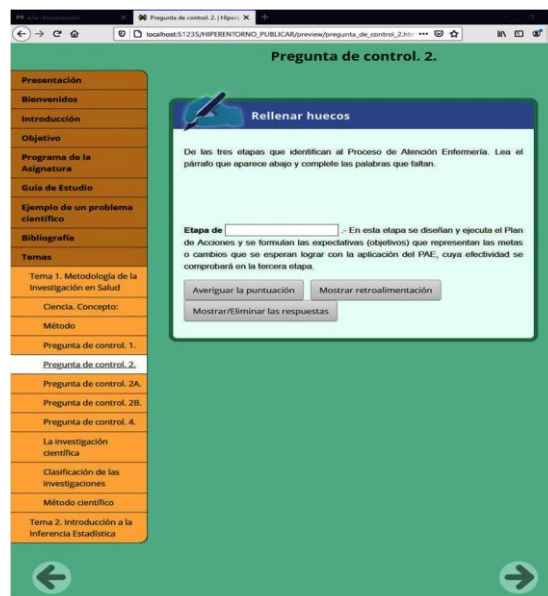 Pregunta de control. 2. | Hipere
localhost:51235/HIPERENTORNO_PUBLICAR/preview/pregunta_de_control_2.ht
Pregunta de control. 2.
Presentación
Bienvenidos
Introducción
Objetivo
Programa de la
Asignatura
Guía de Estudio
Ejemplo de un problema
científico
Bibliografía
Temas
Tema 1. Metodología de la
Investigación en Salud
Ciencia. Concepto:
Método
Pregunta de control. 1.
Pregunta de control. 2.
Pregunta de control. 2A.
Pregunta de control. 2B.
Pregunta de control. 4.
La investigación
científica
Clasificación de las
investigaciones
Método científico
Tema 2. Introducción a la
Inferencia Estadística
Rellenar huecos
De las tres etapas que identifican al Proceso de Atención Enfermería. Lea el
párrafo que aparece abajo y complete las palabras que faltan.
Etapa de .- En esta etapa se diseñan y ejecuta el Plan
de Acciones y se formulan las expectativas (objetivos) que representan las metas
o cambios que se esperan lograr con la aplicación del PAE, cuya efectividad se
comprobará en la tercera etapa.
Averiguar la puntuación
Mostrar retroalimentación
Mostrar/Eliminar las respuestas